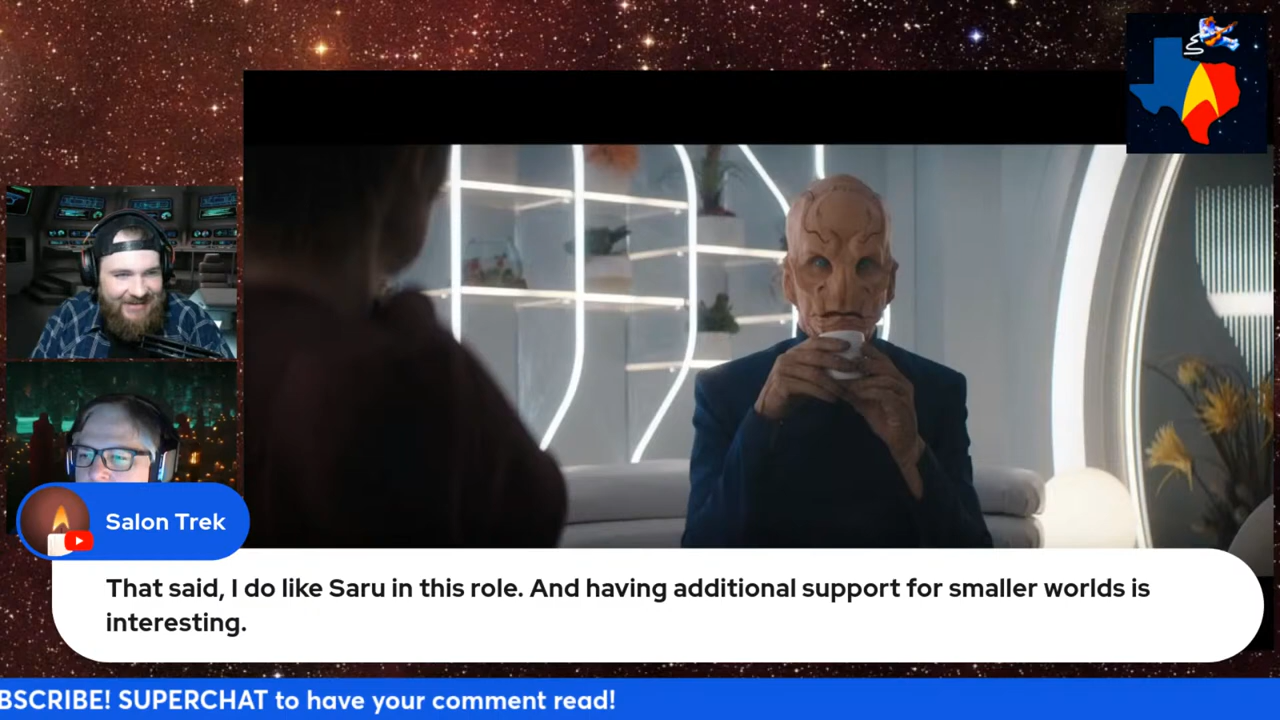 Salon Trek
That said, I do like Saru in this role. And having additional support for smaller worlds is
interesting.
BSCRIBE! SUPERCHAT to have your comment read!